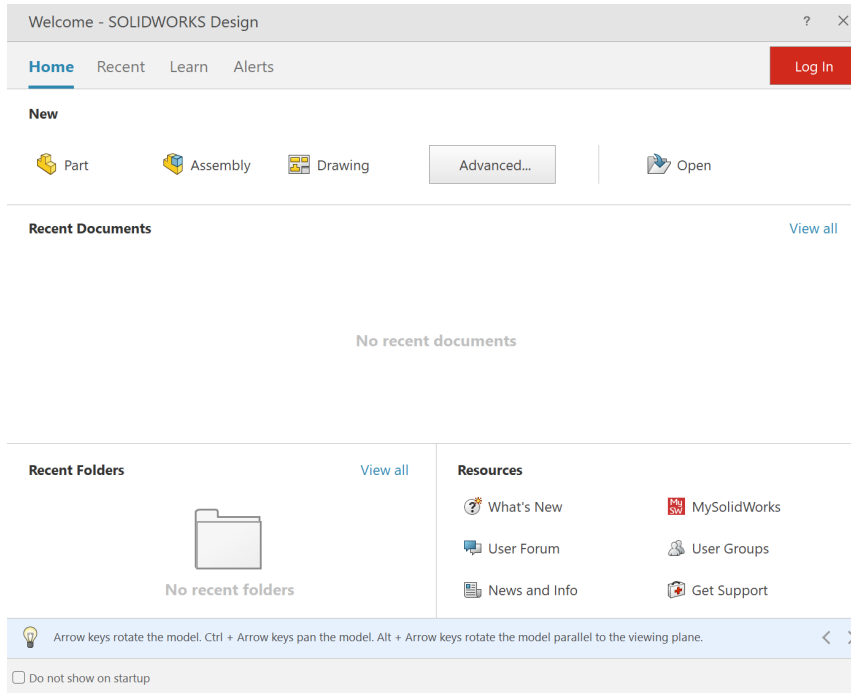 Welcome - SOLIDWORKS Design ?
Home Recent Learn Alerts Log In
New
Part Assembly Drawing Advanced... Open
Recent Documents View all
No recent documents
Recent Folders View all Resources
What's New MySolidWorks
User Forum User Groups
No recent folders News and Info Get Support
Arrow keys rotate the model. Ctrl + Arrow keys pan the model. Alt + Arrow keys rotate the model parallel to the viewing plane.
Do not show on startup